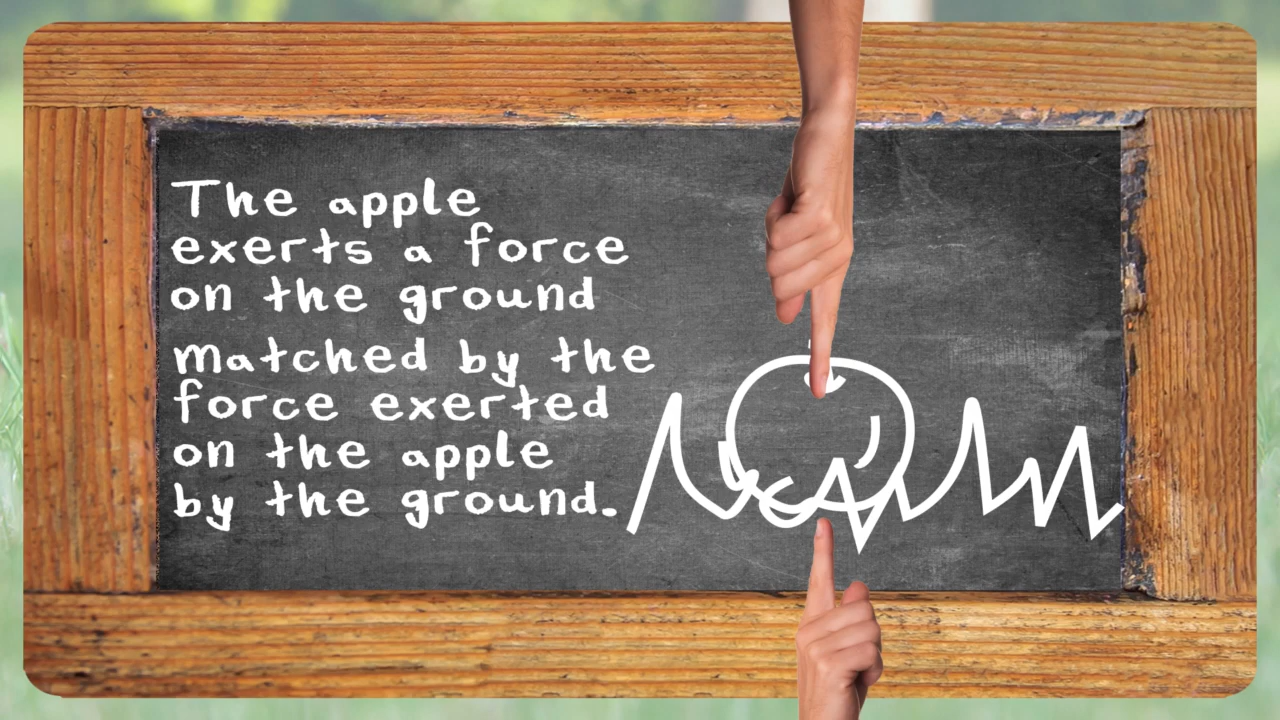 The apple
exerts a force
on the ground
matched by the
force exerted
on the apple
by the ground.